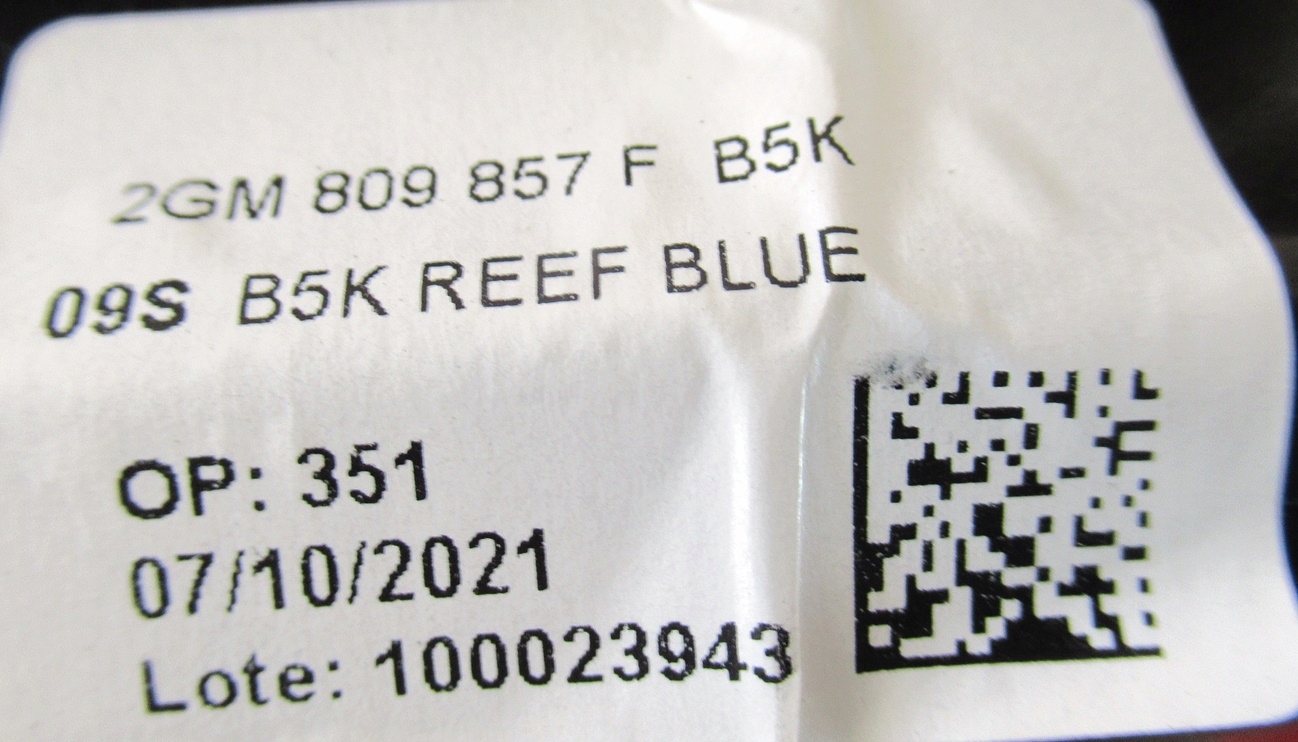 2GM 809 857 F B5K
09S B5K REEF BLUE
OP: 351
07/10/2021
Lote: 100023943